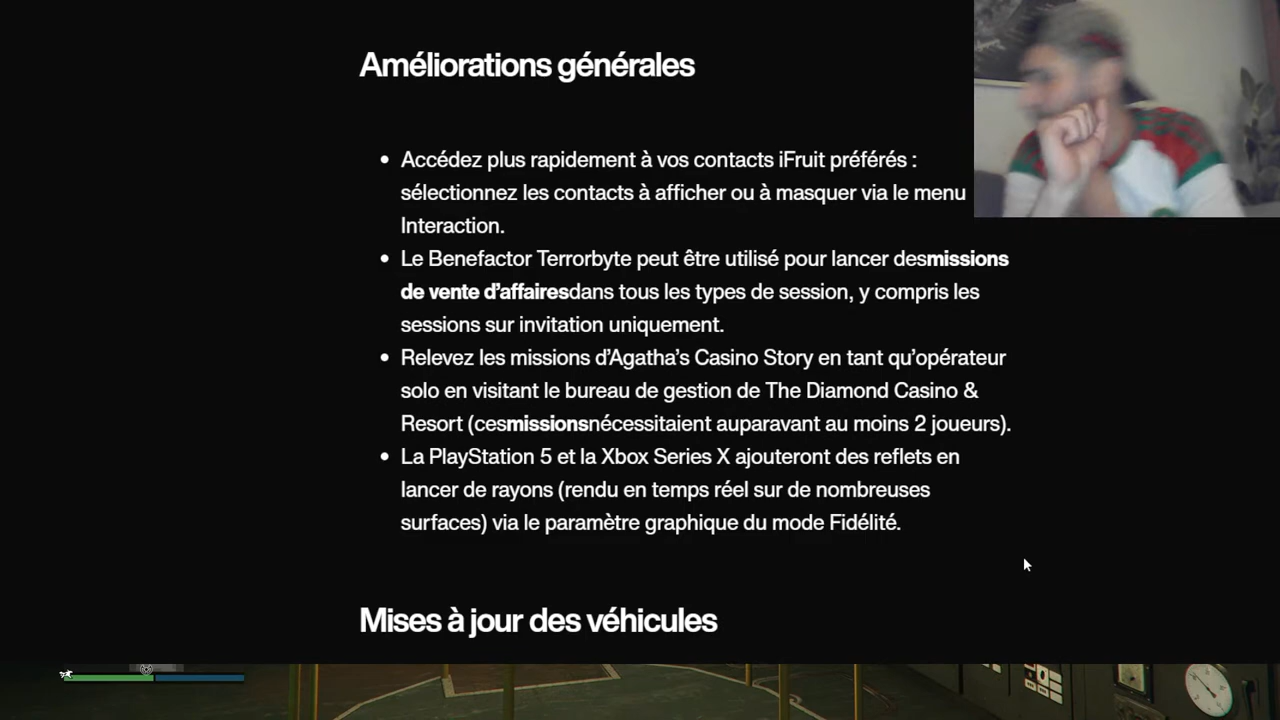 Améliorations générales
Accédez plus rapidement à vos contacts iFruit préférés :
sélectionnez les contacts à afficher ou à masquer via le menu
Interaction.
Le Benefactor Terrorbyte peut être utilisé pour lancer desmissions
de vente d’affairesdans tous les types de session, y compris les
sessions sur invitation uniquement.
Relevez les missions d’Agatha’s Casino Story en tant qu’opérateur
solo en visitant le bureau de gestion de The Diamond Casino &
Resort (cesmissionsnécessitaient auparavant au moins 2 joueurs).
La PlayStation 5 et la Xbox Series X ajouteront des reflets en
lancer de rayons (rendu en temps réel sur de nombreuses
surfaces) via le paramètre graphique du mode Fidélité.
Mises à jour des véhicules